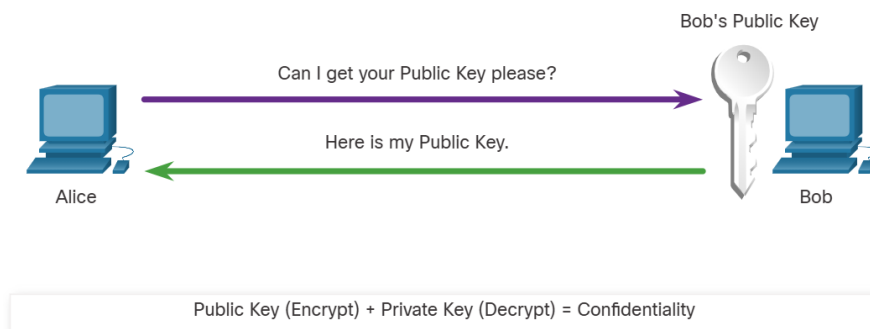 Bob's Public Key
Can I get your Public Key please?
Here is my Public Key.
Alice
Bob
Public Key (Encrypt) + Private Key (Decrypt) = Confidentiality